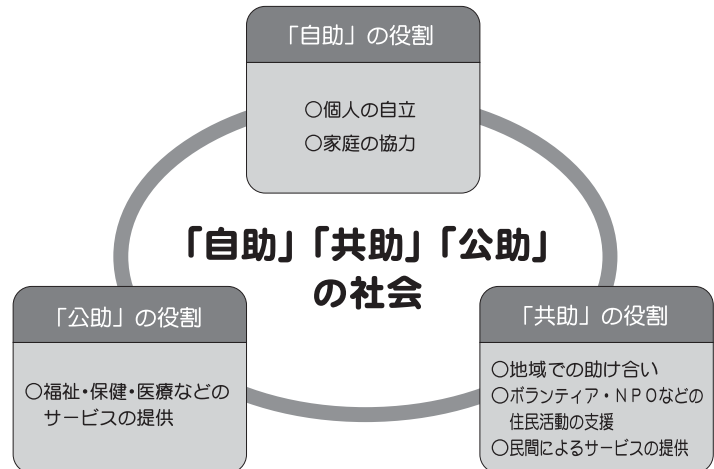 「自助」の役割
○個人の自立
○家庭の協力
「自助」「共助」「公助」
の社会
「公助」の役割
○福祉・保健・医療などの
サービスの提供
「共助」の役割
○地域での助け合い
○ボランティア・ＮＰＯなどの
住民活動の支援
○民間によるサービスの提供